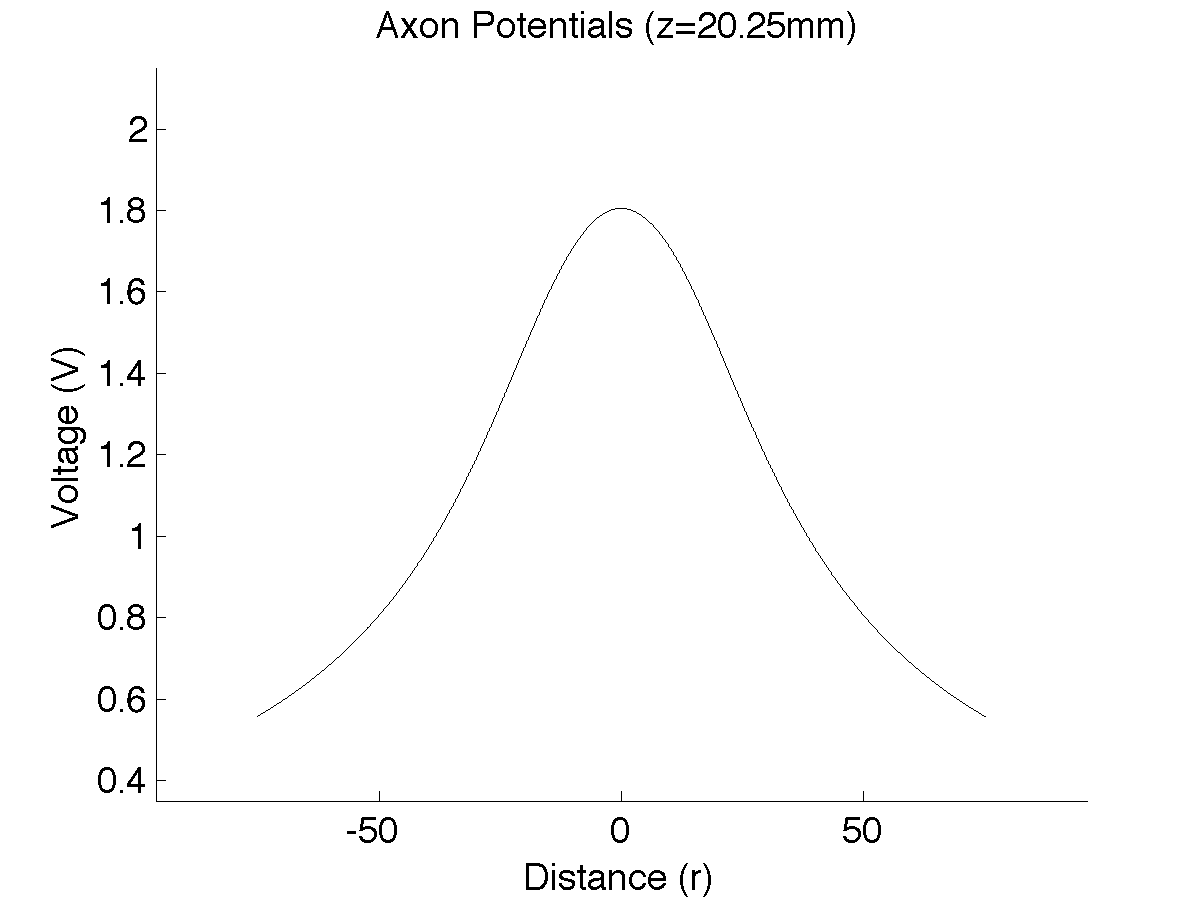 Axon Potentials (z=20.25mm)
2
1.8
1.6
1.4
1.2
1
0.8
0.6
0.4
Voltage (V)
-50 0 50
Distance (r)